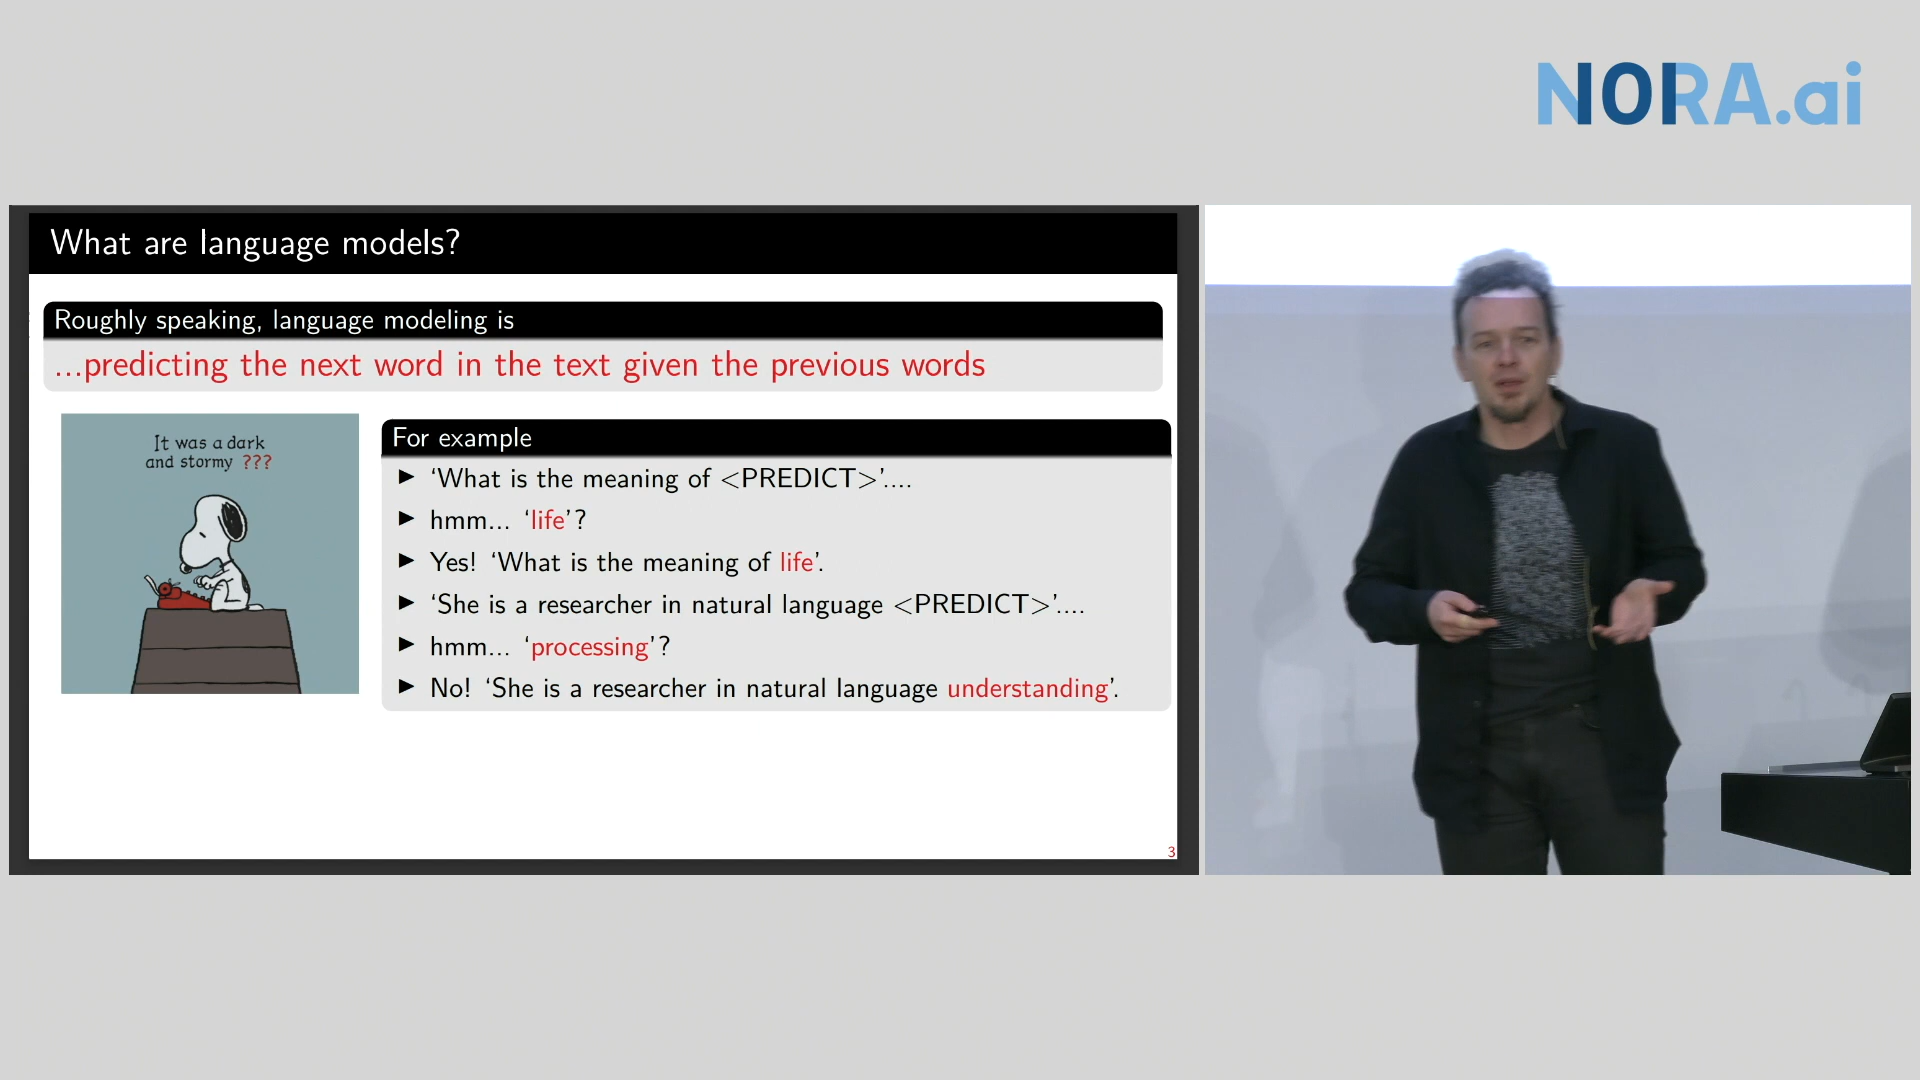 NORA.ai
What are language models?
Roughly speaking, language modeling is
...predicting the next word in the text given the previous words
It was a dark
and stormy ???
For example
▶ ‘What is the meaning of <PREDICT>’....
▶ hmm... ‘life’?
▶ Yes! ‘What is the meaning of life’.
▶ ‘She is a researcher in natural language <PREDICT>’....
▶ hmm... ‘processing’?
▶ No! ‘She is a researcher in natural language understanding’.
3